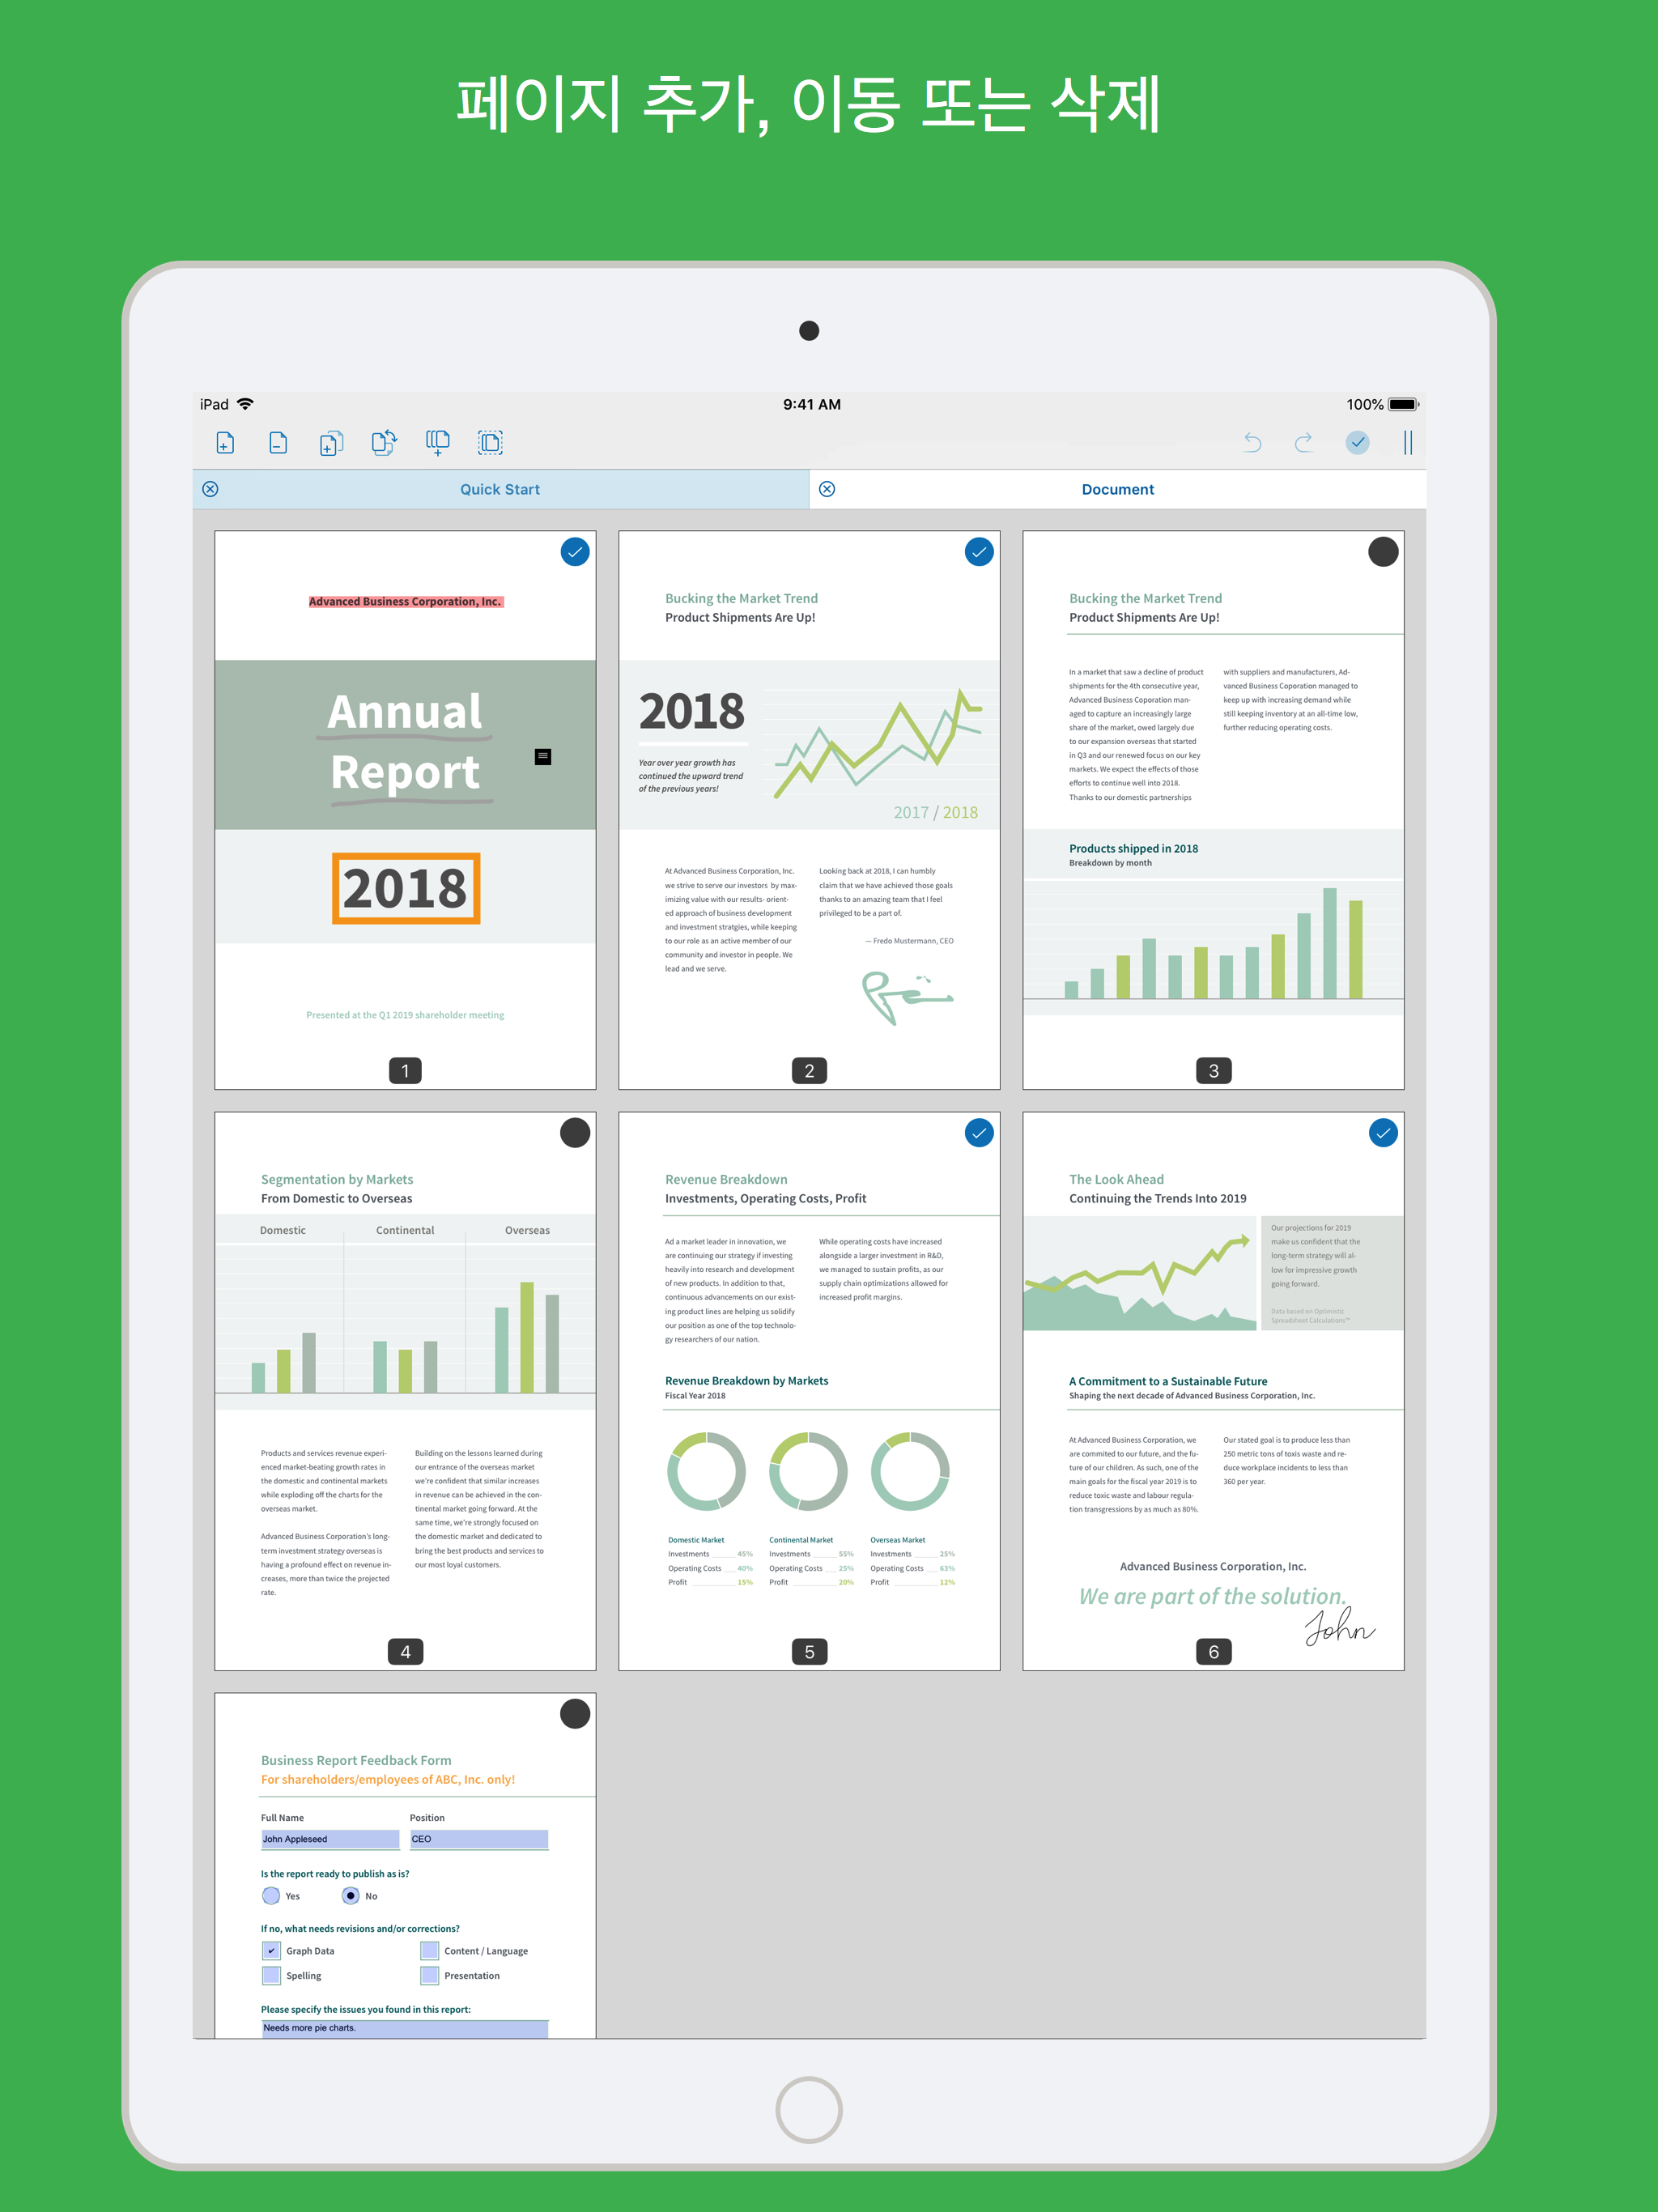 페이지 추가, 이동 또는 삭제
iPad
9:41 AM
100%
Quick Start
Document
Advanced Business Corporation, Inc.
Annual
Report
2018
Presented at the Q1 2019 shareholder meeting
1
Bucking the Market Trend
Product Shipments Are Up!
2018
Year over year growth has
continued the upward trend
of the previous years!
2017 / 2018
At Advanced Business Corporation, Inc.
we strive to serve our investors by max-
imizing value with our results- orient-
ed approach of business development
and investment stratgies, while keeping
to our role as an active member of our
community and investor in people. We
lead and we serve.
Looking back at 2018, I can humbly
claim that we have achieved those goals
thanks to an amazing team that I feel
privileged to be a part of.
— Fredo Mustermann, CEO
2
Bucking the Market Trend
Product Shipments Are Up!
In a market that saw a decline of product
shipments for the 4th consecutive year,
Advanced Business Coporation man-
aged to capture an increasingly large
share of the market, owed largely due
to our expansion overseas that started
in Q3 and our renewed focus on our key
markets. We expect the effects of those
efforts to continue well into 2018.
Thanks to our domestic partnerships
with suppliers and manufacturers, Ad-
vanced Business Coporation managed to
keep up with increasing demand while
still keeping inventory at an all-time low,
further reducing operating costs.
Products shipped in 2018
Breakdown by month
3
Segmentation by Markets
From Domestic to Overseas
Domestic Continental Overseas
Products and services revenue experi-
enced market-beating growth rates in
the domestic and continental markets
while exploding off the charts for the
overseas market.
Advanced Business Corporation's long-
term investment strategy overseas is
having a profound effect on revenue in-
creases, more than twice the projected
rate.
Building on the lessons learned during
our entrance of the overseas market
we're confident that similar increases
in revenue can be achieved in the con-
tinental market going forward. At the
same time, we're strongly focused on
the domestic market and dedicated to
bring the best products and services to
our most loyal customers.
4
Revenue Breakdown
Investments, Operating Costs, Profit
Ad a market leader in innovation, we
are continuing our strategy if investing
heavily into research and development
of new products. In addition to that,
continuous advancements on our exist-
ing product lines are helping us solidify
our position as one of the top technolo-
gy researchers of our nation.
While operating costs have increased
alongside a larger investment in R&D,
we managed to sustain profits, as our
supply chain optimizations allowed for
increased profit margins.
Revenue Breakdown by Markets
Fiscal Year 2018
Domestic Market
Investments 45%
Operating Costs 40%
Profit 15%
Continental Market
Investments 55%
Operating Costs 25%
Profit 20%
Overseas Market
Investments 25%
Operating Costs 63%
Profit 12%
5
The Look Ahead
Continuing the Trends Into 2019
Our projections for 2019
make us confident that the
long-term strategy will al-
low for impressive growth
going forward.
Data based on Optimistic
Spreadsheet Calculations™
A Commitment to a Sustainable Future
Shaping the next decade of Advanced Business Corporation, Inc.
At Advanced Business Corporation, we
are commited to our future, and the fu-
ture of our children. As such, one of the
main goals for the fiscal year 2019 is to
reduce toxic waste and labour regula-
tion transgressions by as much as 80%.
Our stated goal is to produce less than
250 metric tons of toxis waste and re-
duce workplace incidents to less than
360 per year.
Advanced Business Corporation, Inc.
We are part of the solution.
John
6
Business Report Feedback Form
For shareholders/employees of ABC, Inc. only!
Full Name Position
John Appleseed CEO
Is the report ready to publish as is?
Yes No
If no, what needs revisions and/or corrections?
Graph Data Content / Language
Spelling Presentation
Please specify the issues you found in this report:
Needs more pie charts.